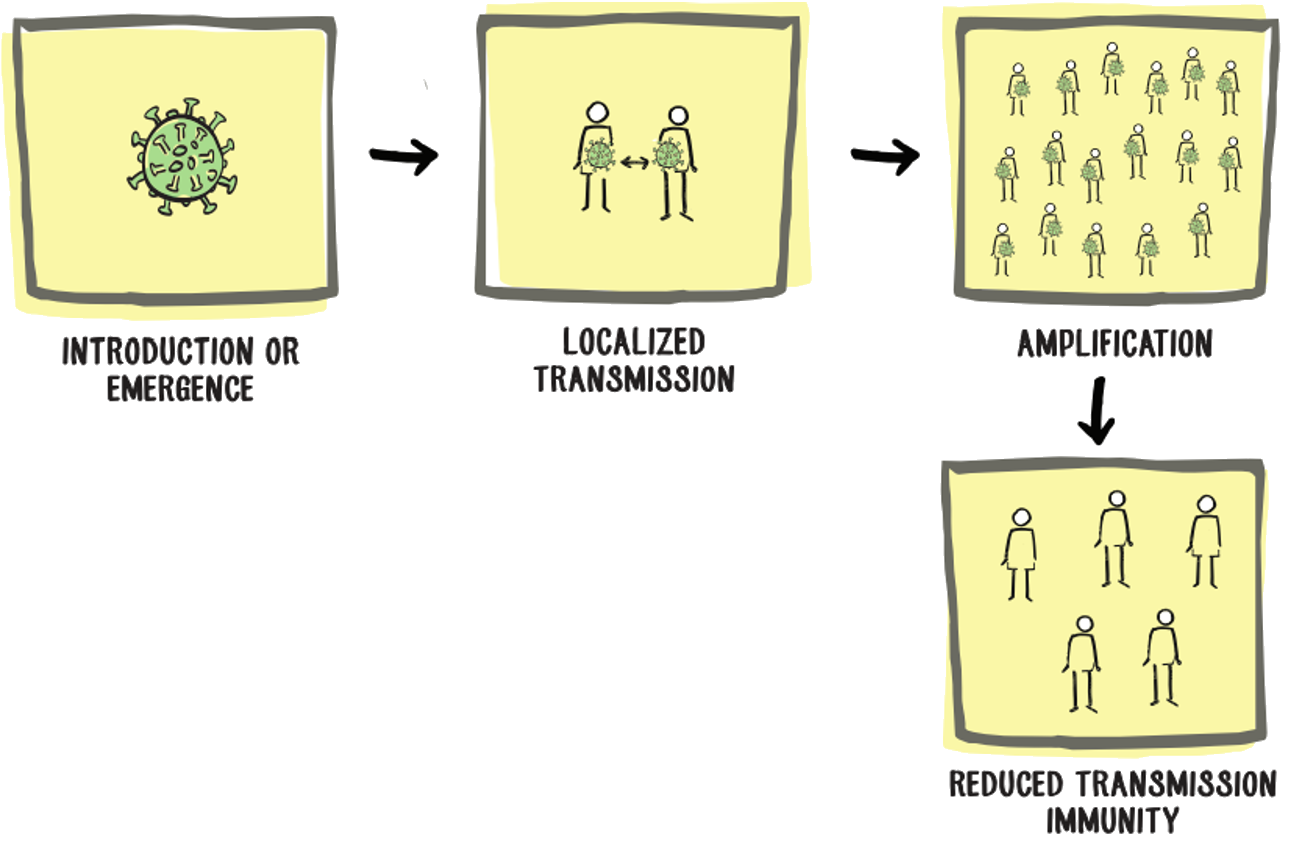 INTRODUCTION OR
EMERGENCE
LOCALIZED
TRANSMISSION
AMPLIFICATION
REDUCED TRANSMISSION
IMMUNITY